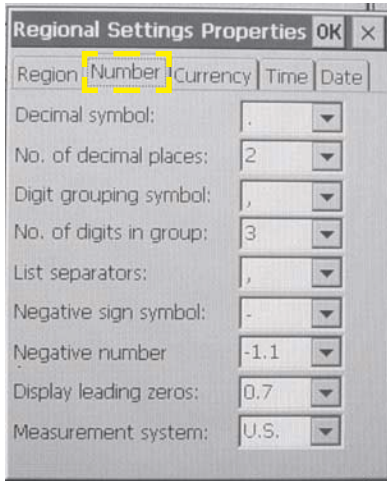 Regional Settings Properties OK ×
Region Number Currency Time Date
Decimal symbol: .
No. of decimal places: 2
Digit grouping symbol: ,
No. of digits in group: 3
List separators: ,
Negative sign symbol: -
Negative number -1.1
Display leading zeros: 0.7
Measurement system: U.S.